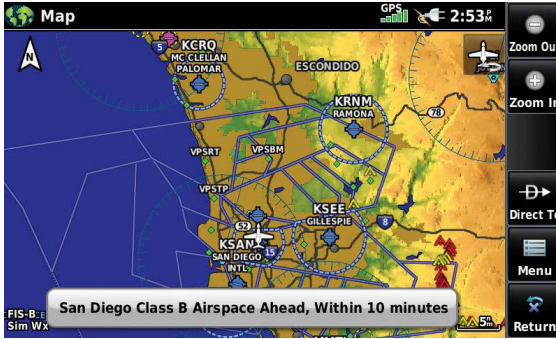 Map
GPS
2:53 PM
Zoom Ou
Zoom In
Direct To
Menu
Return
N
5
KCRQ
MC CLELLAN
PALOMAR
ESCONDIDO
KRNM
RAMONA
78
VPSRT
VPSBM
VPSTP
KSEE
GILLESPIE
8
52
KSAN
SAN DIEGO
INTL
15
San Diego Class B Airspace Ahead, Within 10 minutes
FIS-B
Sim Wx
5